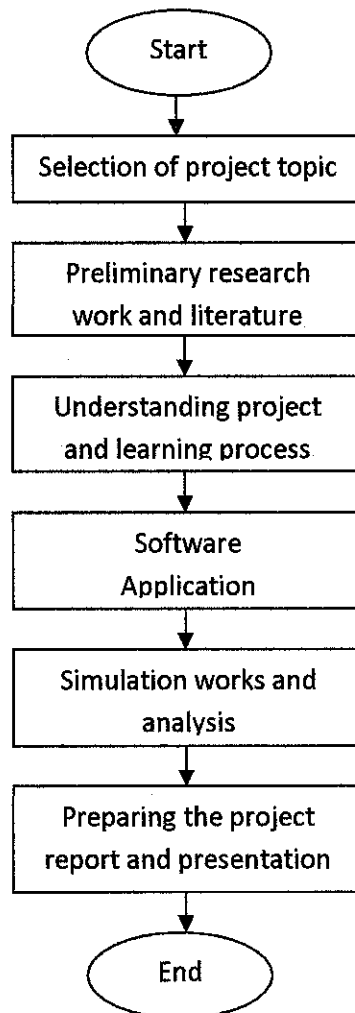 Start
Selection of project topic
Preliminary research
work and literature
Understanding project
and learning process
Software
Application
Simulation works and
analysis
Preparing the project
report and presentation
End